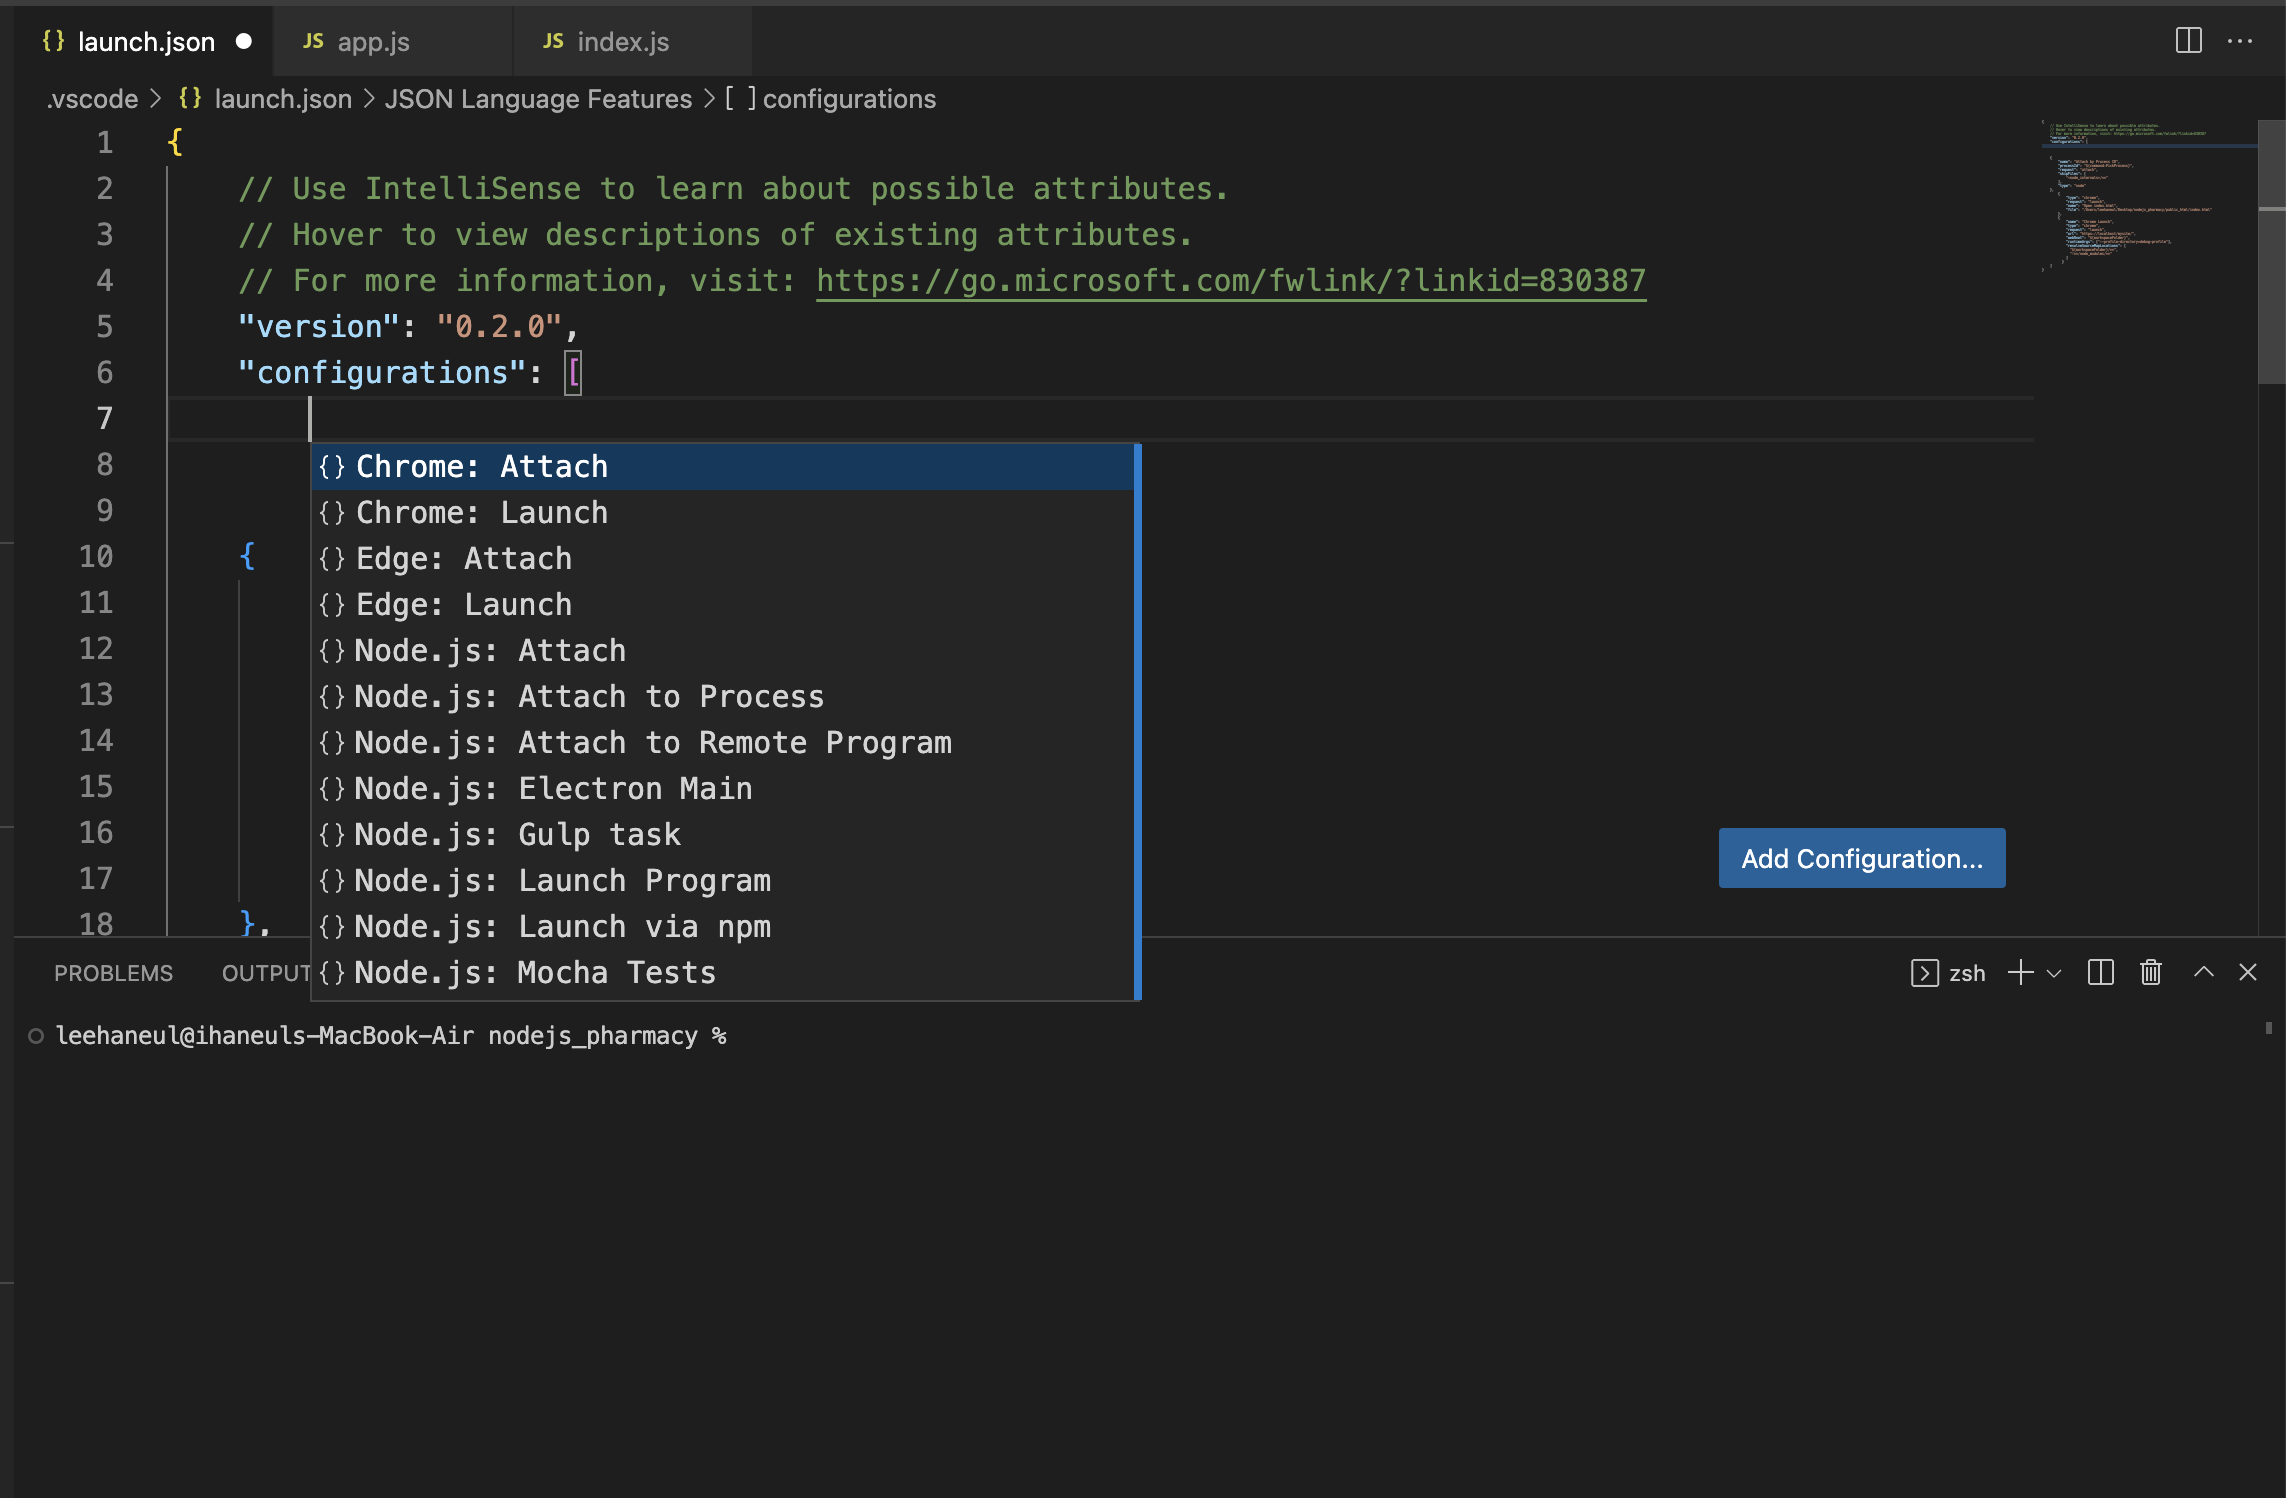 {} launch.json ● JS app.js JS index.js ...
.vscode > {} launch.json > JSON Language Features > [ ] configurations
1 {
2 // Use IntelliSense to learn about possible attributes.
3 // Hover to view descriptions of existing attributes.
4 // For more information, visit: https://go.microsoft.com/fwlink/?linkid=830387
5 "version": "0.2.0",
6 "configurations": [
7
8 {} Chrome: Attach
9 {} Chrome: Launch
10 { {} Edge: Attach
11 {} Edge: Launch
12 {} Node.js: Attach
13 {} Node.js: Attach to Process
14 {} Node.js: Attach to Remote Program
15 {} Node.js: Electron Main
16 {} Node.js: Gulp task
Add Configuration...
17 {} Node.js: Launch Program
18 }, {} Node.js: Launch via npm
PROBLEMS OUTPUT {} Node.js: Mocha Tests zsh
leehaneul@ihaneuls-MacBook-Air nodejs_pharmacy %